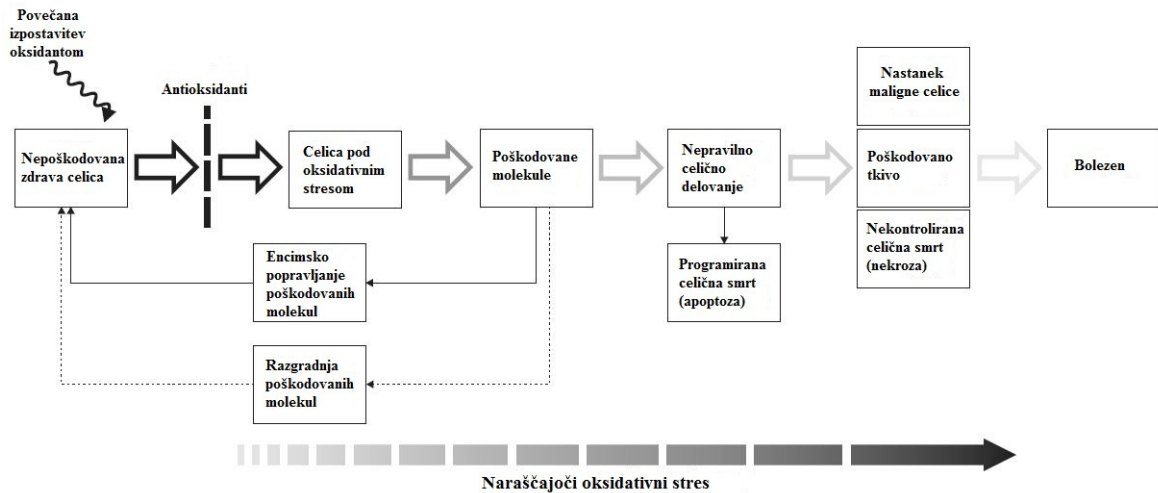 Povečana
izpostavitev
oksidantom
Antioksidanti
Nepoškodovana
zdrava celica
Celica pod
oksidativnim
stresom
Poškodovane
molekule
Nepravilno
celično
delovanje
Nastanek
maligne celice
Poškodovano
tkivo
Nekontrolirana
celična smrt
(nekroza)
Bolezen
Encimsko
popravljanje
poškodovanih
molekul
Programirana
celična smrt
(apoptoza)
Razgradnja
poškodovanih
molekul
Naraščajoči oksidativni stres